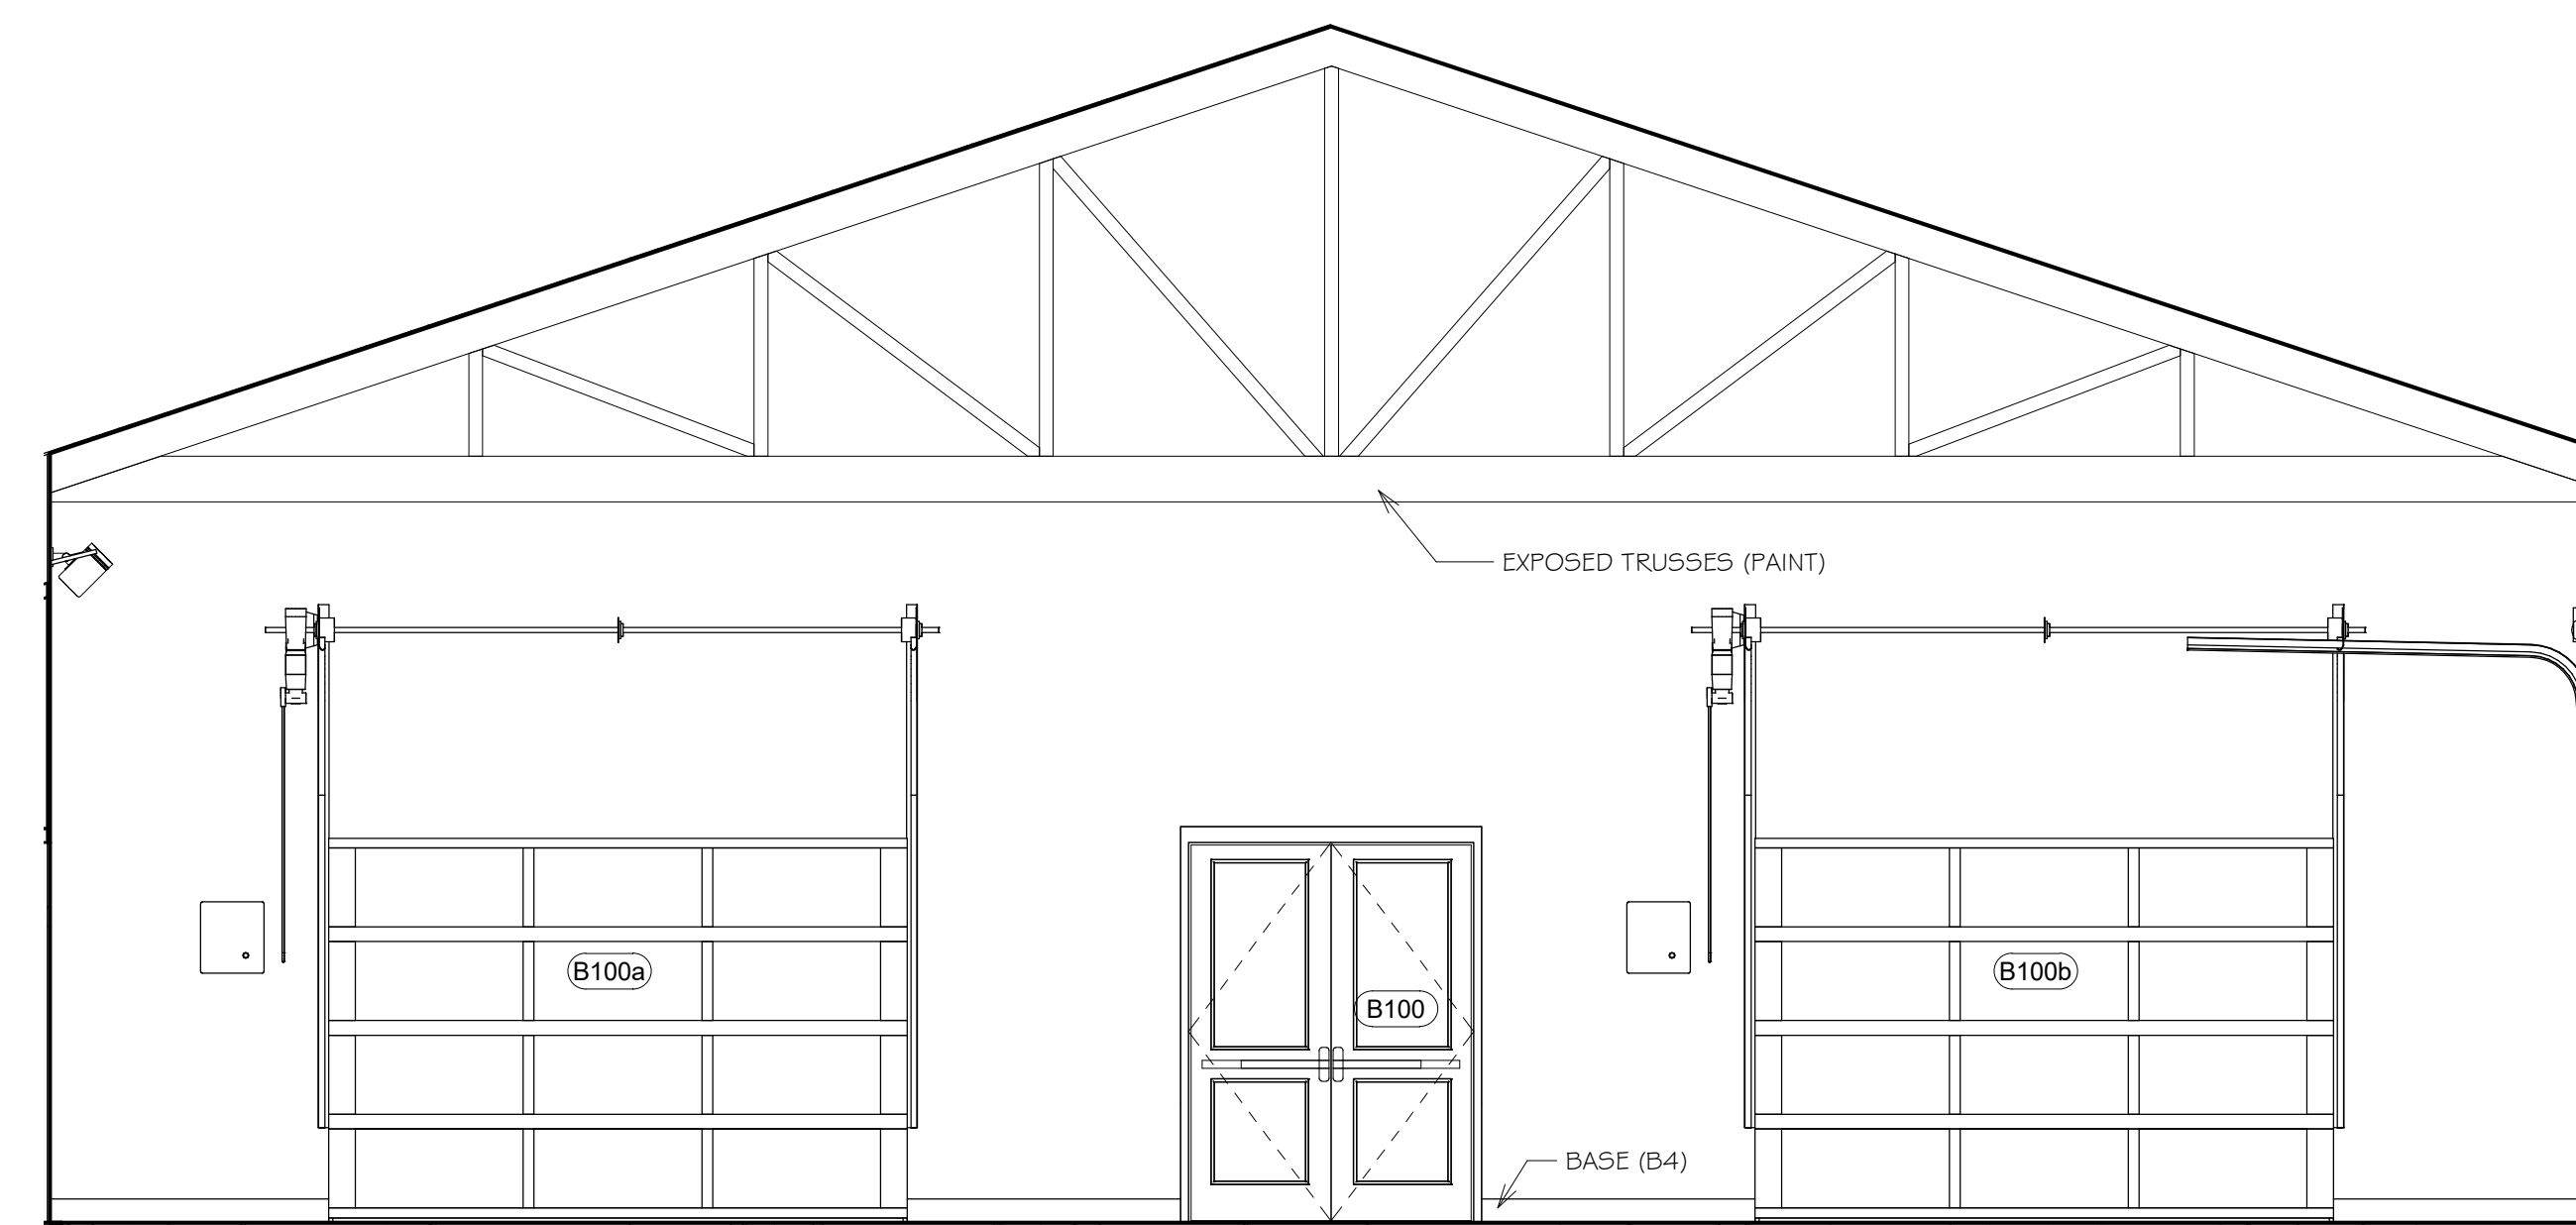 EXPOSED TRUSSES (PAINT)
B100a
B100b
B100
BASE (B4)